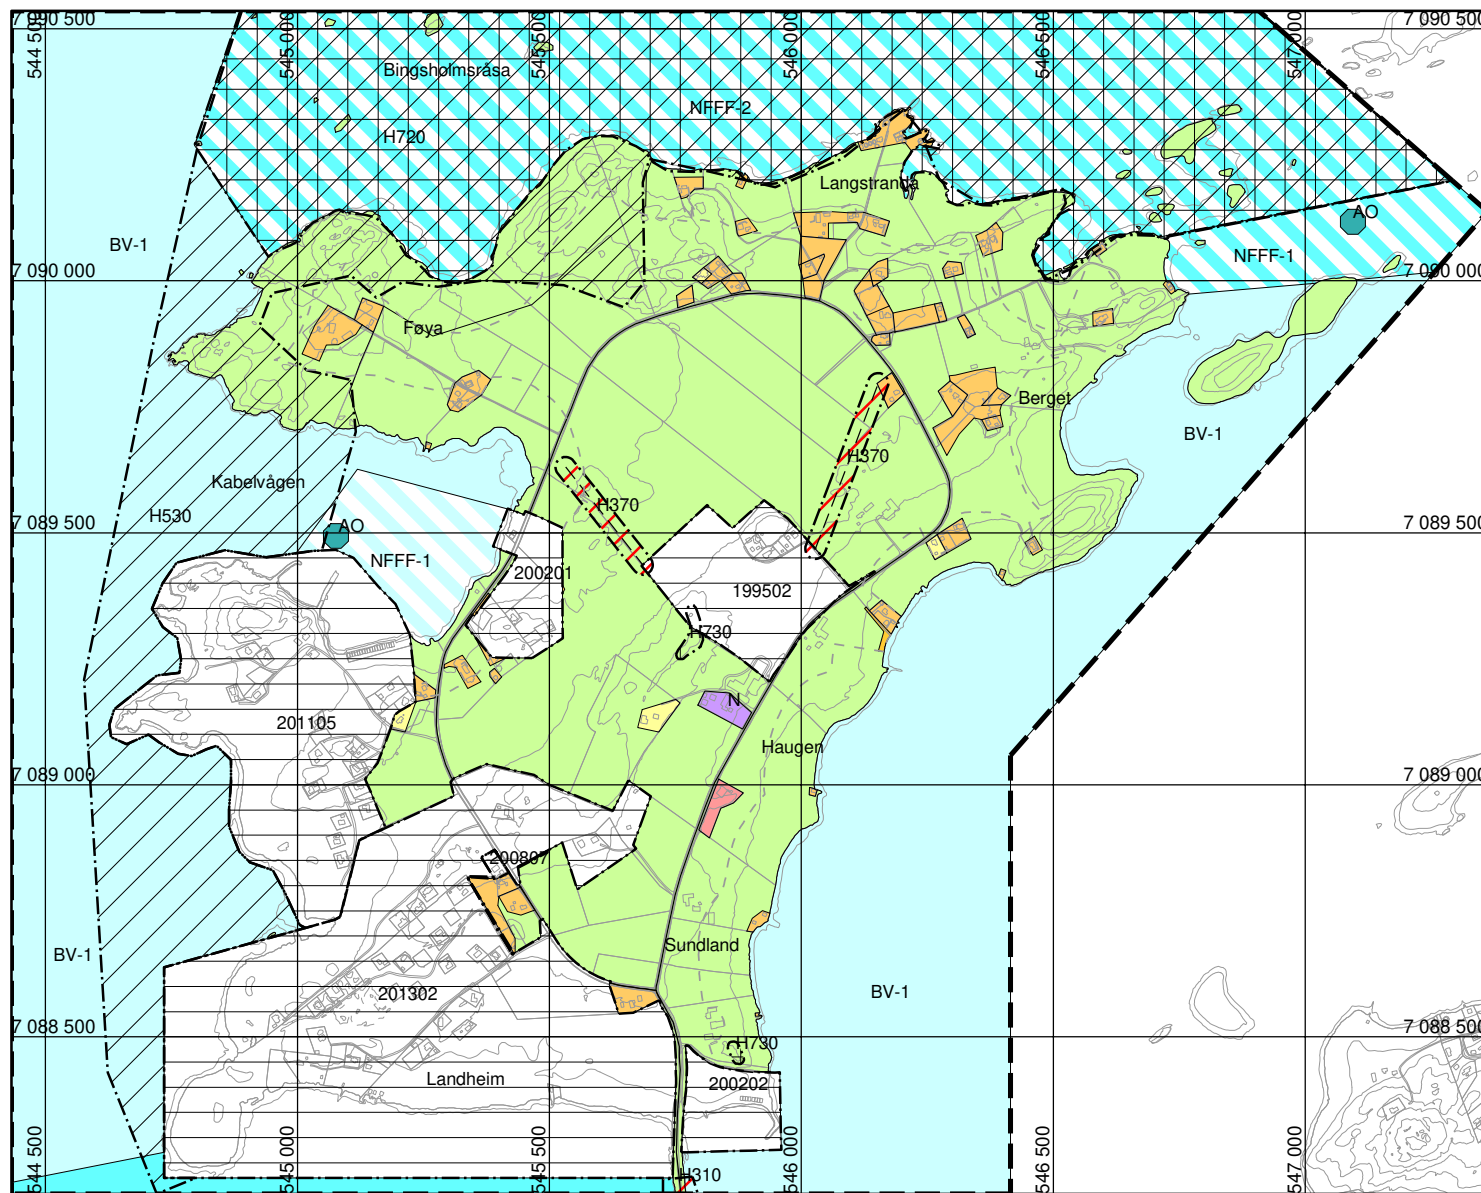 7 090 500
7 090 500
544 500
545 000
545 500
546 000
546 500
547 000
Bingsholmsråsa
NFFF-2
H720
Langstranda
AO
BV-1
NFFF-1
7 090 000
7 090 000
Føya
Berget
BV-1
H370
Kabelvågen
H370
H530
AO
7 089 500
7 089 500
NFFF-1
200201
199502
H730
N
201105
Haugen
7 089 000
7 089 000
200807
Sundland
BV-1
201302
BV-1
7 088 500
7 088 500
H730
Landheim
200202
H310
544 500
545 000
545 500
546 000
546 500
547 000